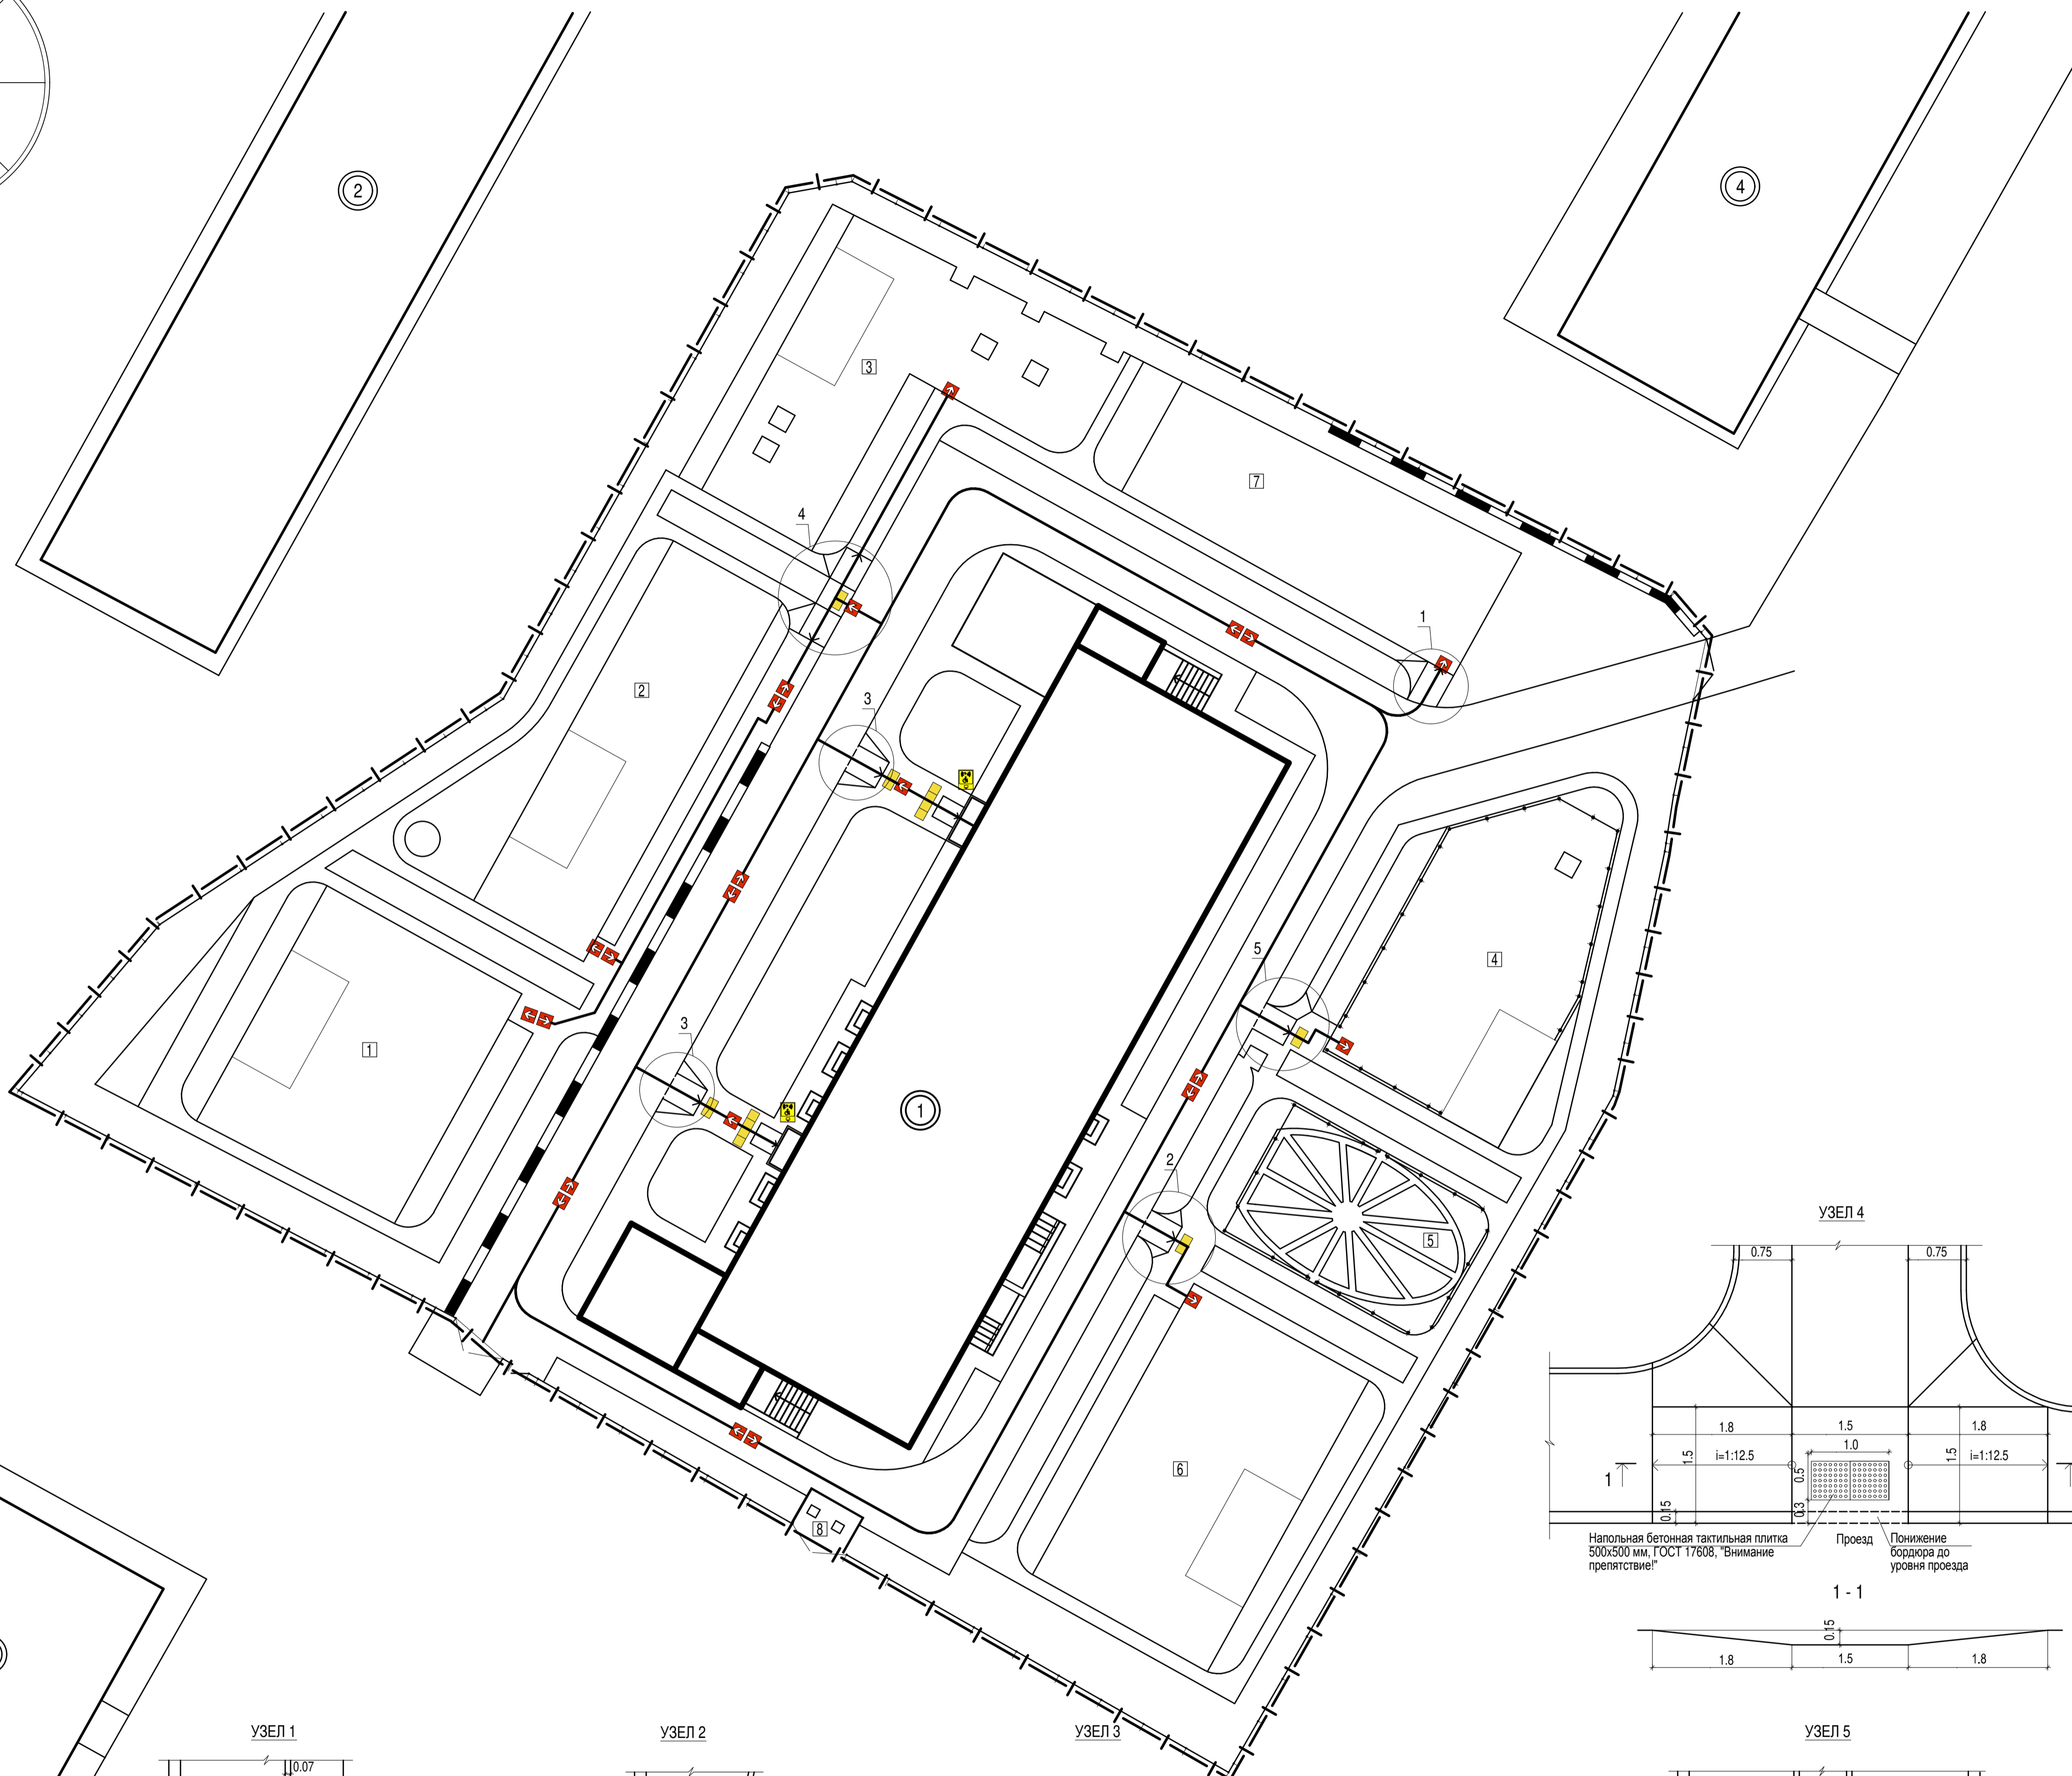 2
4
3
7
4
1
2
3
5
4
1
3
1
2
5
6
8
УЗЕЛ 4
0.75
0.75
1.8
1.5
1.8
1.0
i=1:12.5
i=1:12.5
1.5
1.5
0.5
0.3
0.15
1
Напольная бетонная тактильная плитка
500х500 мм, ГОСТ 17608, "Внимание
препятствие!"
Проезд
Понижение
бордюра до
уровня проезда
1 - 1
0.15
1.8
1.5
1.8
УЗЕЛ 1
УЗЕЛ 2
УЗЕЛ 3
УЗЕЛ 5
0.07